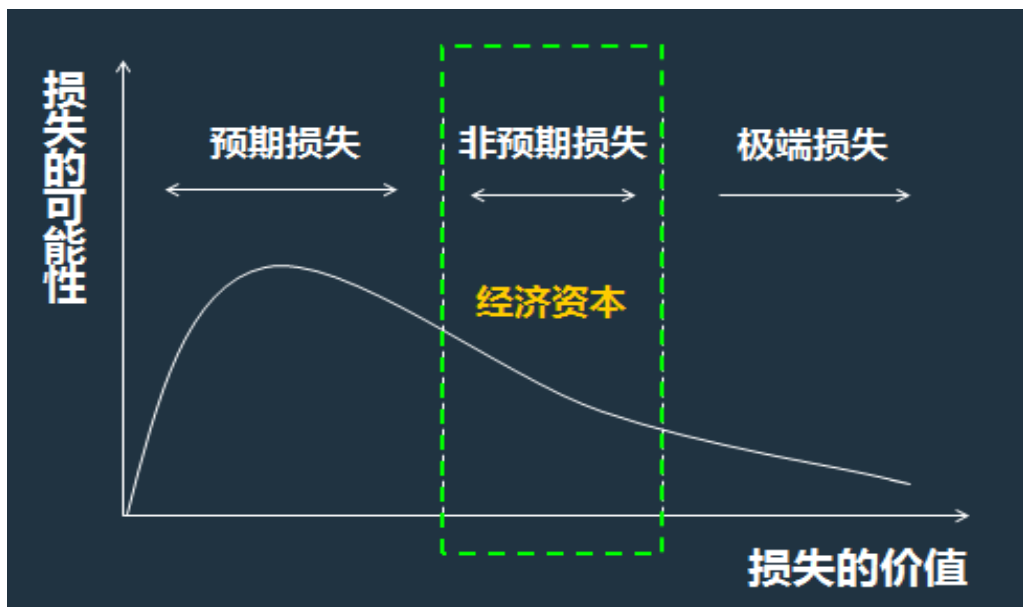 损失的可能性
预期损失
非预期损失
极端损失
经济资本
损失的价值